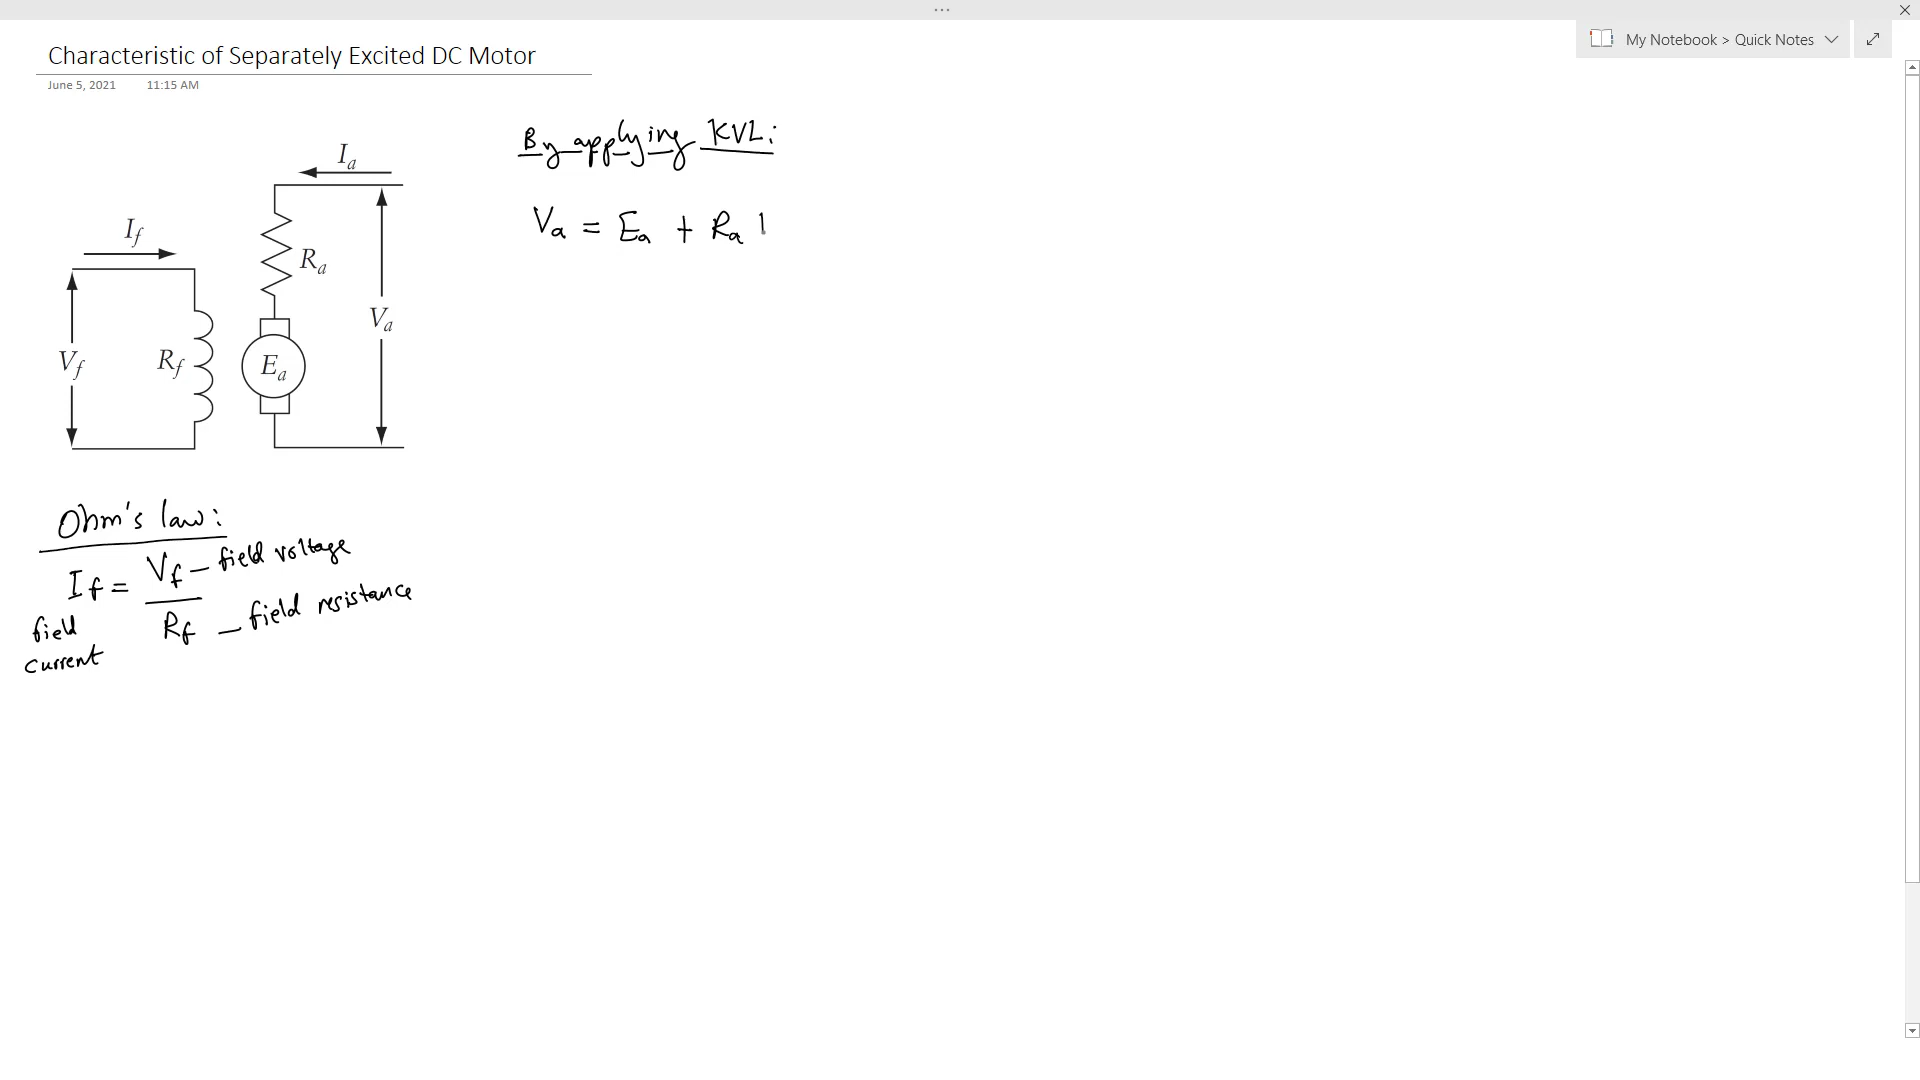 My Notebook > Quick Notes
Characteristic of Separately Excited DC Motor
June 5, 2021 11:15 AM
By applying KVL:
Va = Ea + Ra I
Ia
If
Ra
Va
Vf
Rf
Ea
Ohm's law:
If = Vf — field voltage
Rf — field resistance
field
current